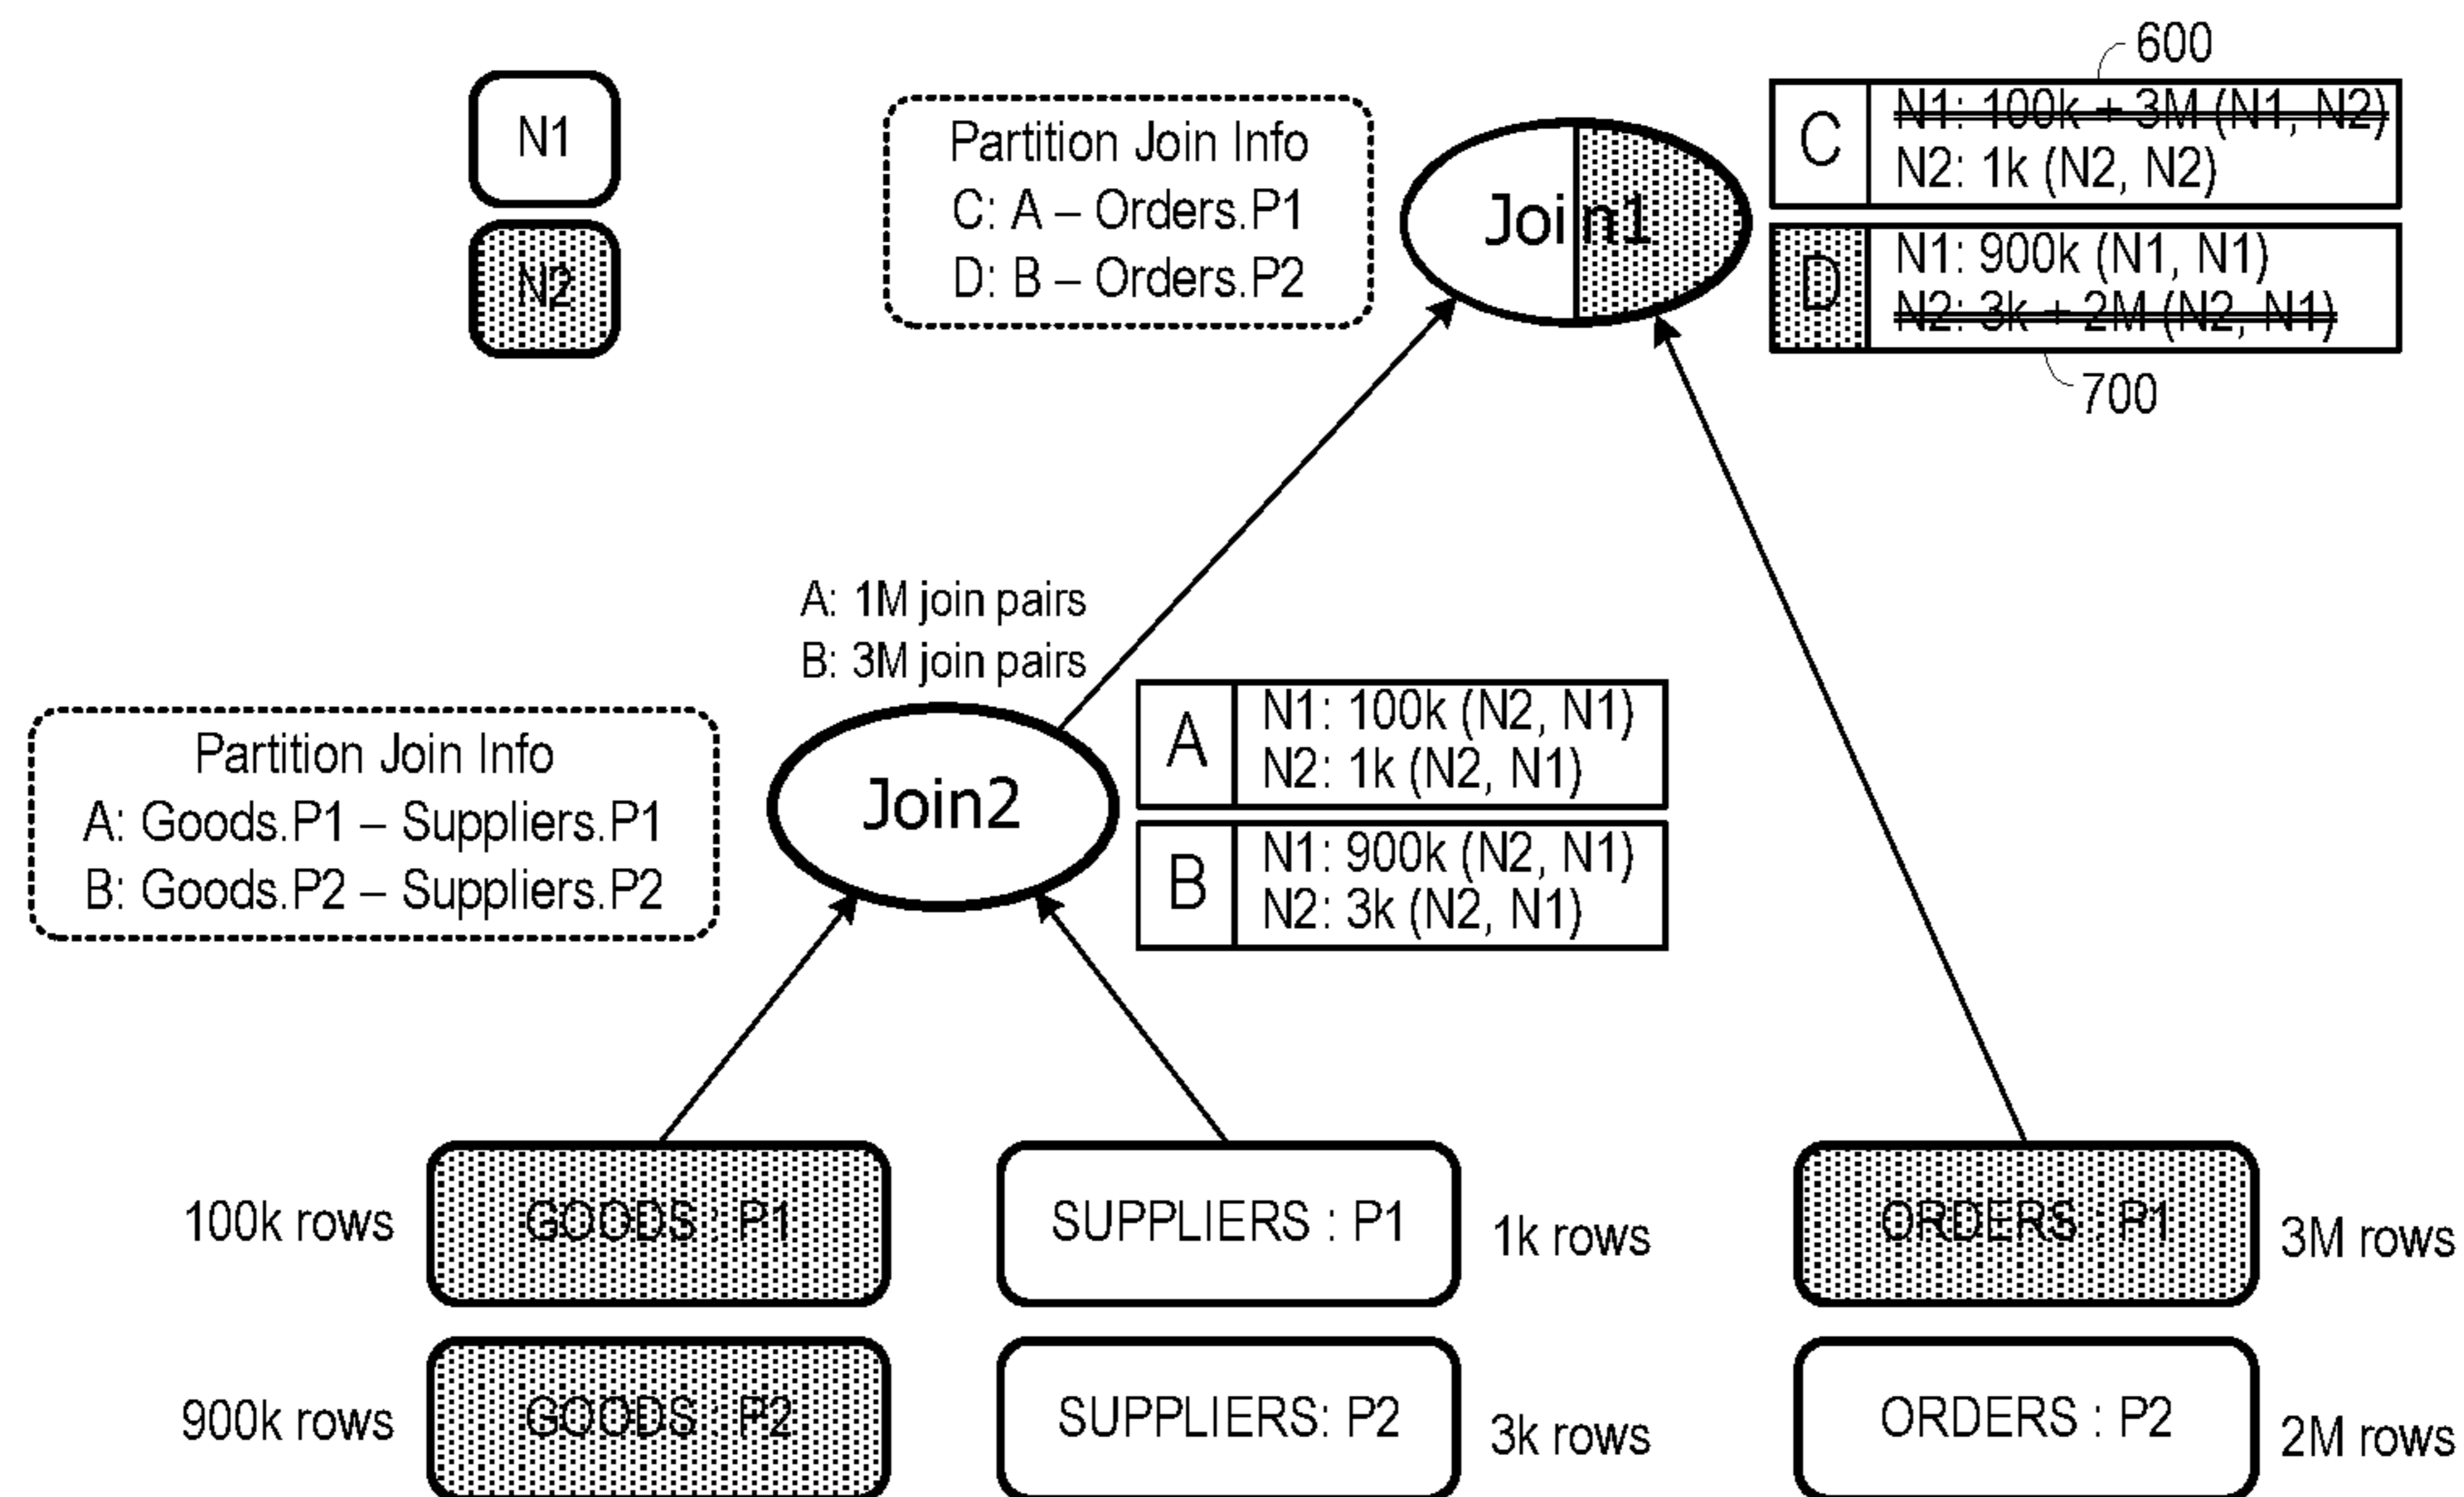 600
N1
N2
Partition Join Info
C: A – Orders.P1
D: B – Orders.P2
Join1
C
N1: 100k + 3M (N1, N2)
N2: 1k (N2, N2)
D
N1: 900k (N1, N1)
N2: 3k + 2M (N2, N1)
700
A: 1M join pairs
B: 3M join pairs
Partition Join Info
A: Goods.P1 – Suppliers.P1
B: Goods.P2 – Suppliers.P2
Join2
A
N1: 100k (N2, N1)
N2: 1k (N2, N1)
B
N1: 900k (N2, N1)
N2: 3k (N2, N1)
100k rows
GOODS : P1
SUPPLIERS : P1
1k rows
ORDERS : P1
3M rows
900k rows
GOODS : P2
SUPPLIERS: P2
3k rows
ORDERS : P2
2M rows